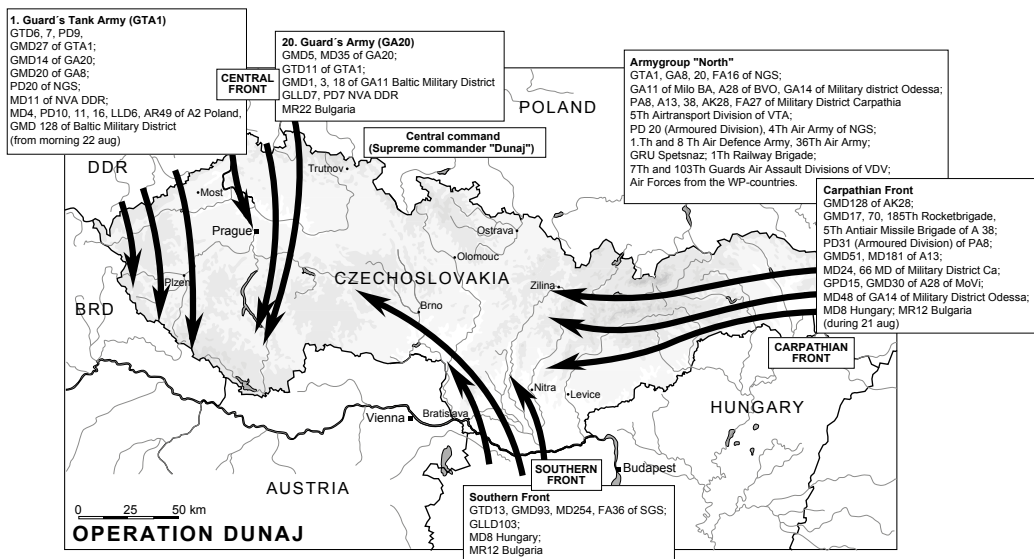 1. Guard´s Tank Army (GTA1)
GTD6, 7, PD9,
GMD27 of GTA1;
GMD14 of GA20;
GMD20 of GA8;
PD20 of NGS;
MD11 of NVA DDR;
MD4, PD10, 11, 16, LLD6, AR49 of A2 Poland,
GMD 128 of Baltic Military District
(from morning 22 aug)
CENTRAL
FRONT
20. Guard´s Army (GA20)
GMD5, MD35 of GA20;
GTD11 of GTA1;
GMD1, 3, 18 of GA11 Baltic Military District
GLLD7, PD7 NVA DDR
MR22 Bulgaria
POLAND
Central command
(Supreme commander "Dunaj")
Armygroup "North"
GTA1, GA8, 20, FA16 of NGS;
GA11 of Milo BA, A28 of BVO, GA14 of Military district Odessa;
PA8, A13, 38, AK28, FA27 of Military District Carpathia
5Th Airtransport Division of VTA;
PD 20 (Armoured Division), 4Th Air Army of NGS;
1.Th and 8 Th Air Defence Army, 36Th Air Army;
GRU Spetsnaz; 1Th Railway Brigade;
7Th and 103Th Guards Air Assault Divisions of VDV;
Air Forces from the WP-countries.
Carpathian Front
GMD128 of AK28;
GMD17, 70, 185Th Rocketbrigade,
5Th Antiair Missile Brigade of A 38;
PD31 (Armoured Division) of PA8;
GMD51, MD181 of A13;
MD24, 66 MD of Military District Ca;
GPD15, GMD30 of A28 of MoVi;
MD48 of GA14 of Military District Odessa;
MD8 Hungary; MR12 Bulgaria
(during 21 aug)
CARPATHIAN
FRONT
DDR
Most
Trutnov
Prague
Ostrava
Olomouc
CZECHOSLOVAKIA
Plzen
Zilina
BRD
Brno
Nitra
Levice
Bratislava
Vienna
HUNGARY
Budapest
AUSTRIA
SOUTHERN
FRONT
Southern Front
GTD13, GMD93, MD254, FA36 of SGS;
GLLD103;
MD8 Hungary;
MR12 Bulgaria
0 25 50 km
OPERATION DUNAJ